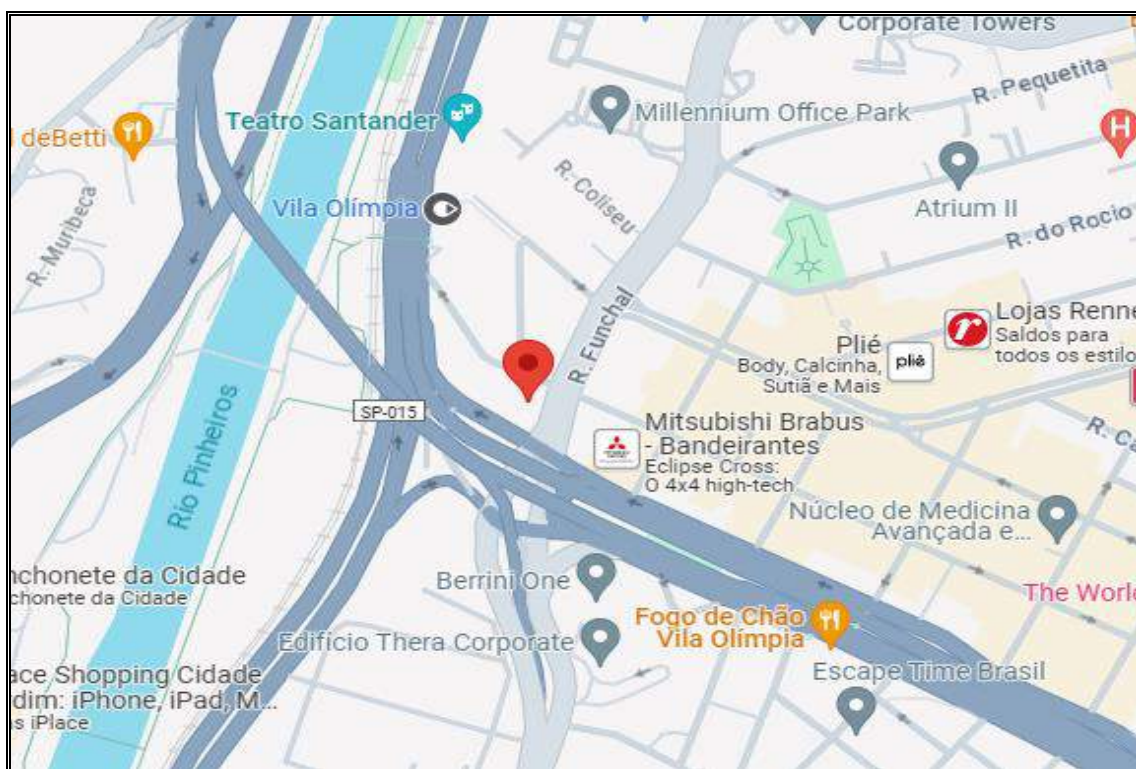 Corporate Towers
R. Pequetita
deBetti
Teatro Santander
Millennium Office Park
Vila Olímpia
R. Coliseu
Atrium II
R. Muribeca
R. do Rocio
R. Funchal
Lojas Renne
Saldos para
todos os estilo
Plié
Body, Calcinha,
Sutiã e Mais
plié
SP-015
Mitsubishi Brabus
- Bandeirantes
Eclipse Cross:
O 4x4 high-tech
R. Ca
Rio Pinheiros
Núcleo de Medicina
Avançada e...
nchonete da Cidade
chonete da Cidade
Berrini One
The Worl
Fogo de Chão
Vila Olímpia
Edifício Thera Corporate
Escape Time Brasil
ace Shopping Cidade
dim: iPhone, iPad, M...
s iPlace
H